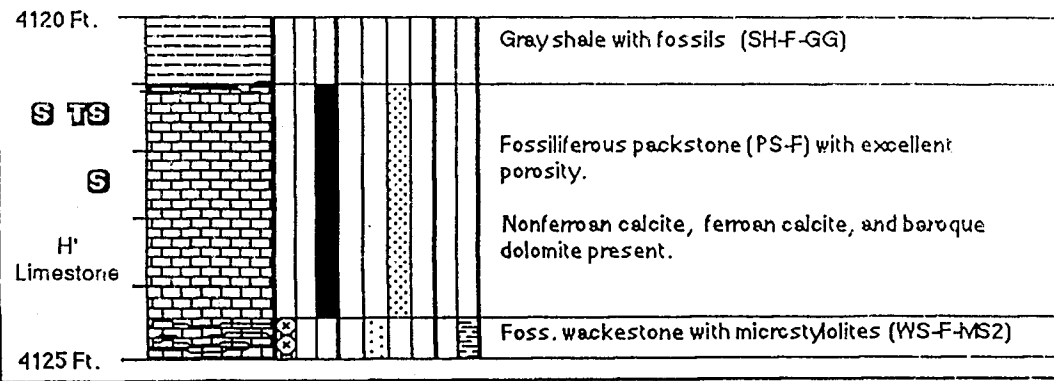 4120 Ft.
Gray shale with fossils (SH-F-GG)
S TS
Fossiliferous packstone (PS-F) with excellent
porosity.
S
Nonferroan calcite, ferroan calcite, and baroque
dolomite present.
H'
Limestone
Foss. wackestone with microstylolites (WS-F-MS2)
4125 Ft.